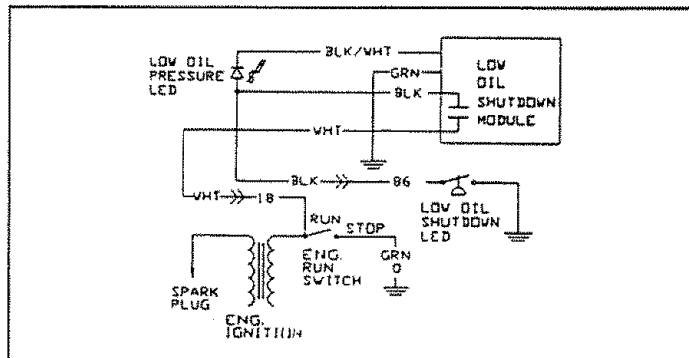 BLK/WHT
LOW OIL
PRESSURE
LED
GRN
BLK
LOW
OIL
SHUTDOWN
MODULE
WHT
BLK
86
WHT
18
LOW OIL
SHUTDOWN
LED
RUN
STOP
ENG.
RUN
SWITCH
GRN
0
SPARK
PLUG
ENG.